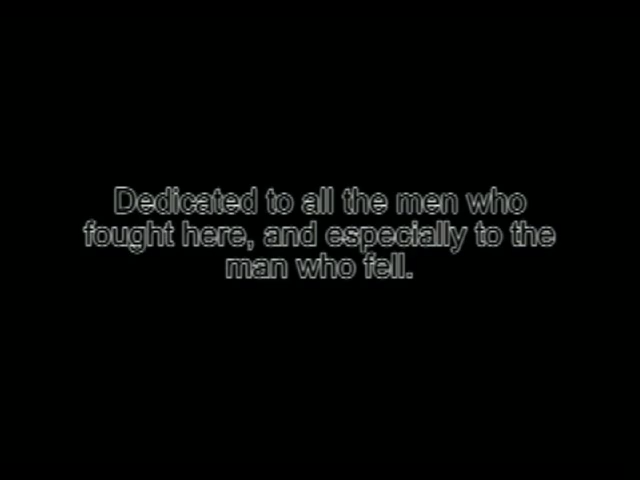 Dedicated to all the men who
fought here, and especially to the
man who fell.